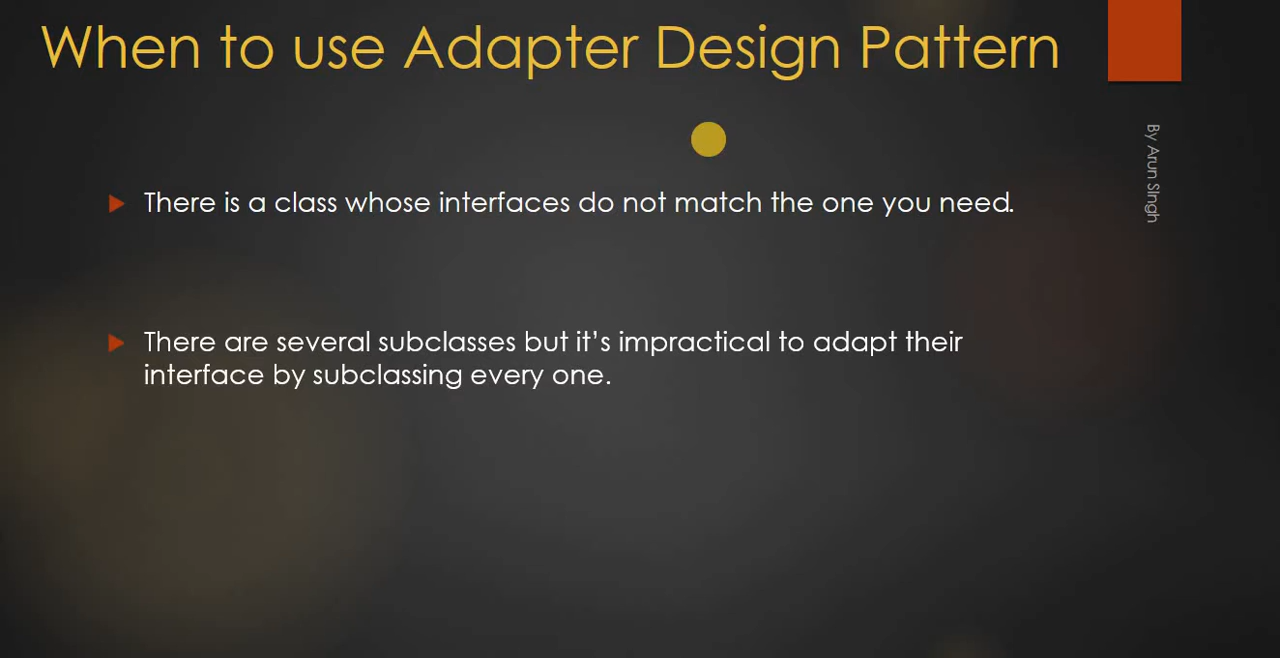 When to use Adapter Design Pattern
There is a class whose interfaces do not match the one you need.
There are several subclasses but it’s impractical to adapt their
interface by subclassing every one.
By Arun SIngh